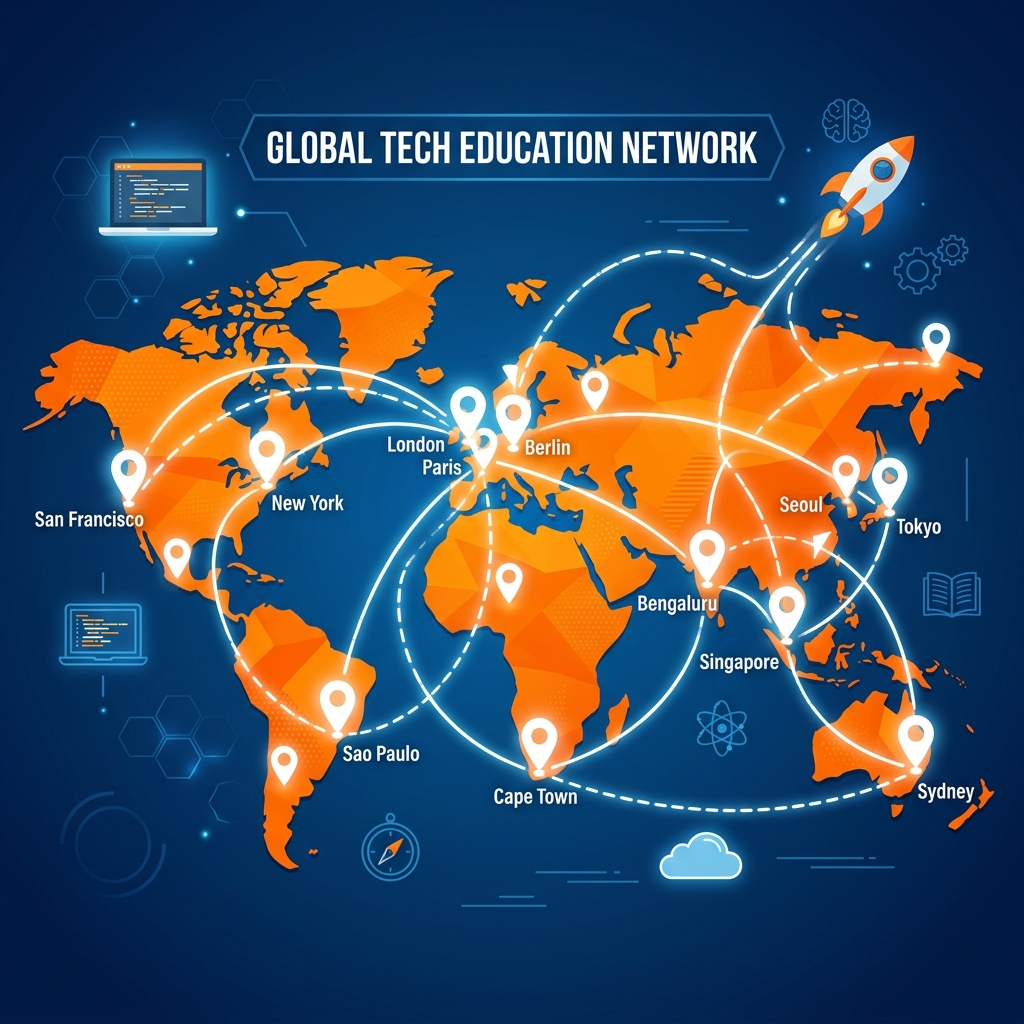 GLOBAL TECH EDUCATION NETWORK
London
Paris
Berlin
San Francisco
New York
Seoul
Tokyo
Bengaluru
Singapore
Sao Paulo
Cape Town
Sydney